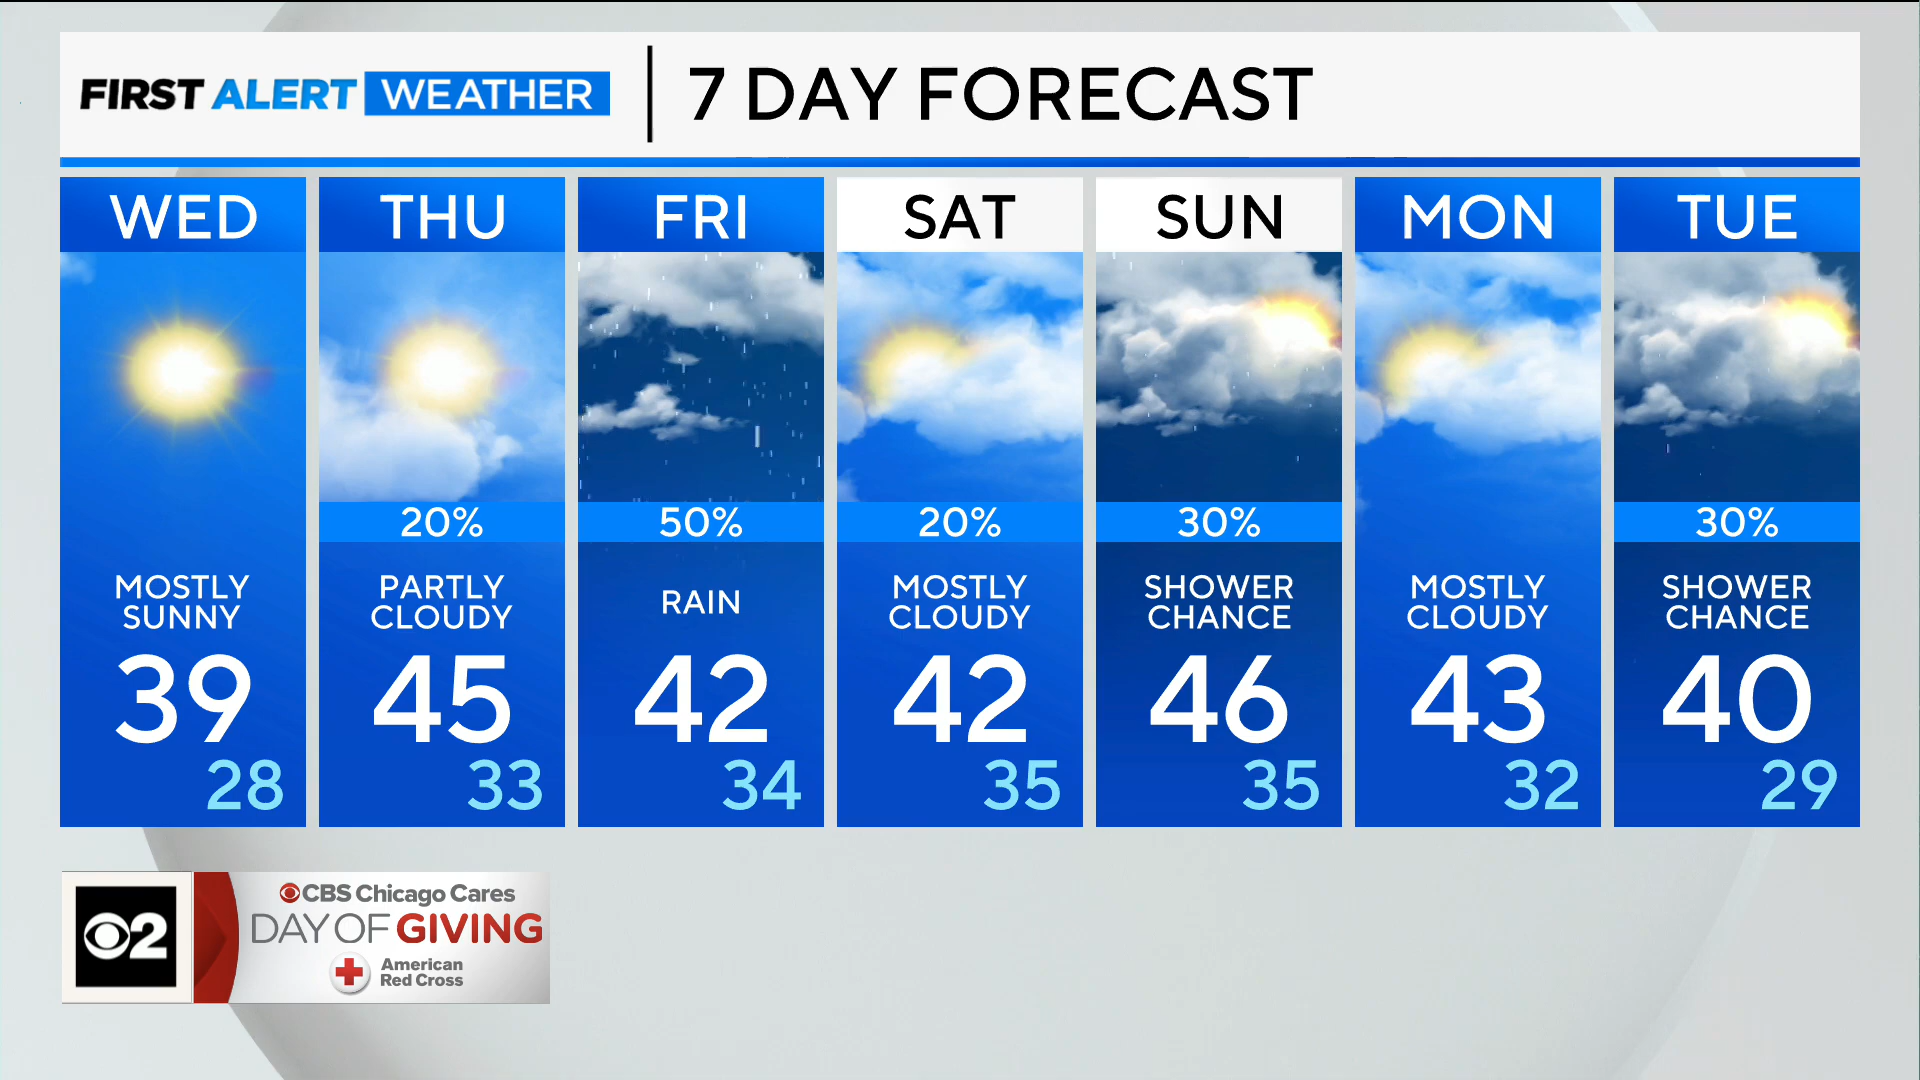 FIRST ALERT WEATHER
7 DAY FORECAST
WED
THU
FRI
SAT
SUN
MON
TUE
20%
50%
20%
30%
30%
MOSTLY
SUNNY
PARTLY
CLOUDY
RAIN
MOSTLY
CLOUDY
SHOWER
CHANCE
MOSTLY
CLOUDY
SHOWER
CHANCE
39
45
42
42
46
43
40
28
33
34
35
35
32
29
2
CBS Chicago Cares
DAY OF GIVING
American
Red Cross